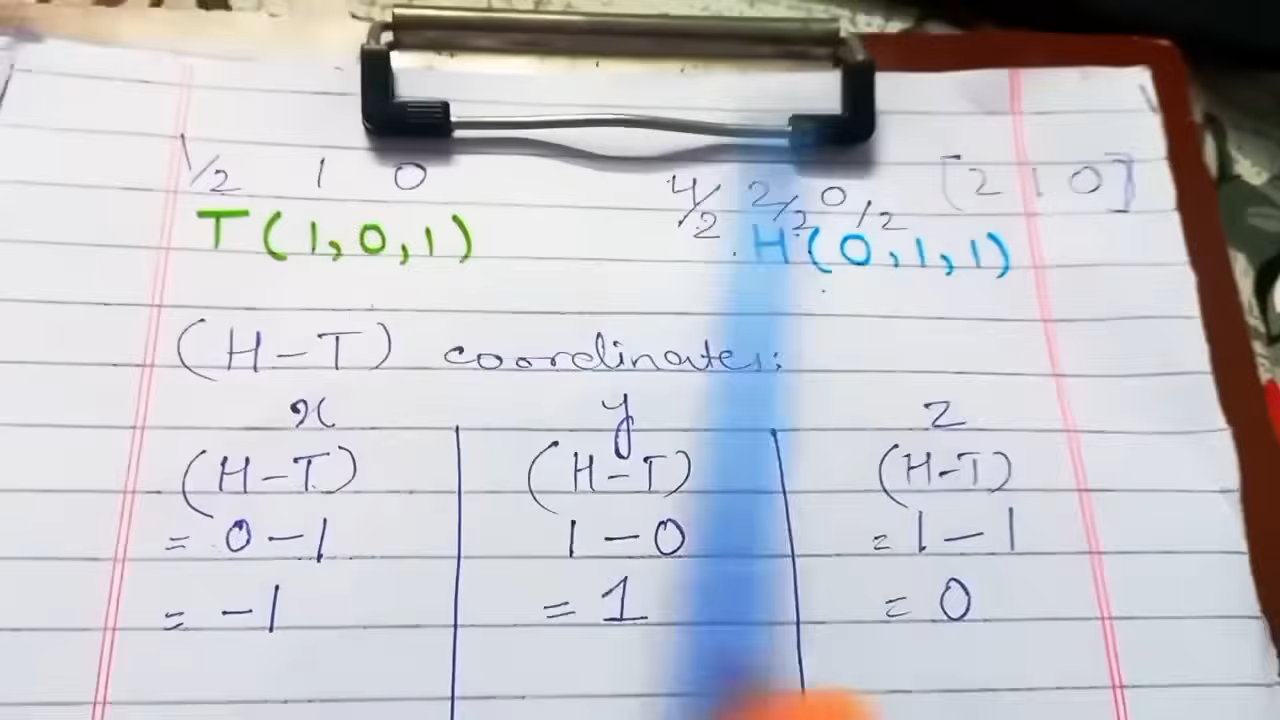 1/2 1 0 4/2 2/2 0/2 [2 1 0]
T(1,0,1) H(0,1,1)
(H-T) coordinates:
x y z
(H-T) (H-T) (H-T)
= 0-1 1-0 = 1-1
= -1 = 1 = 0